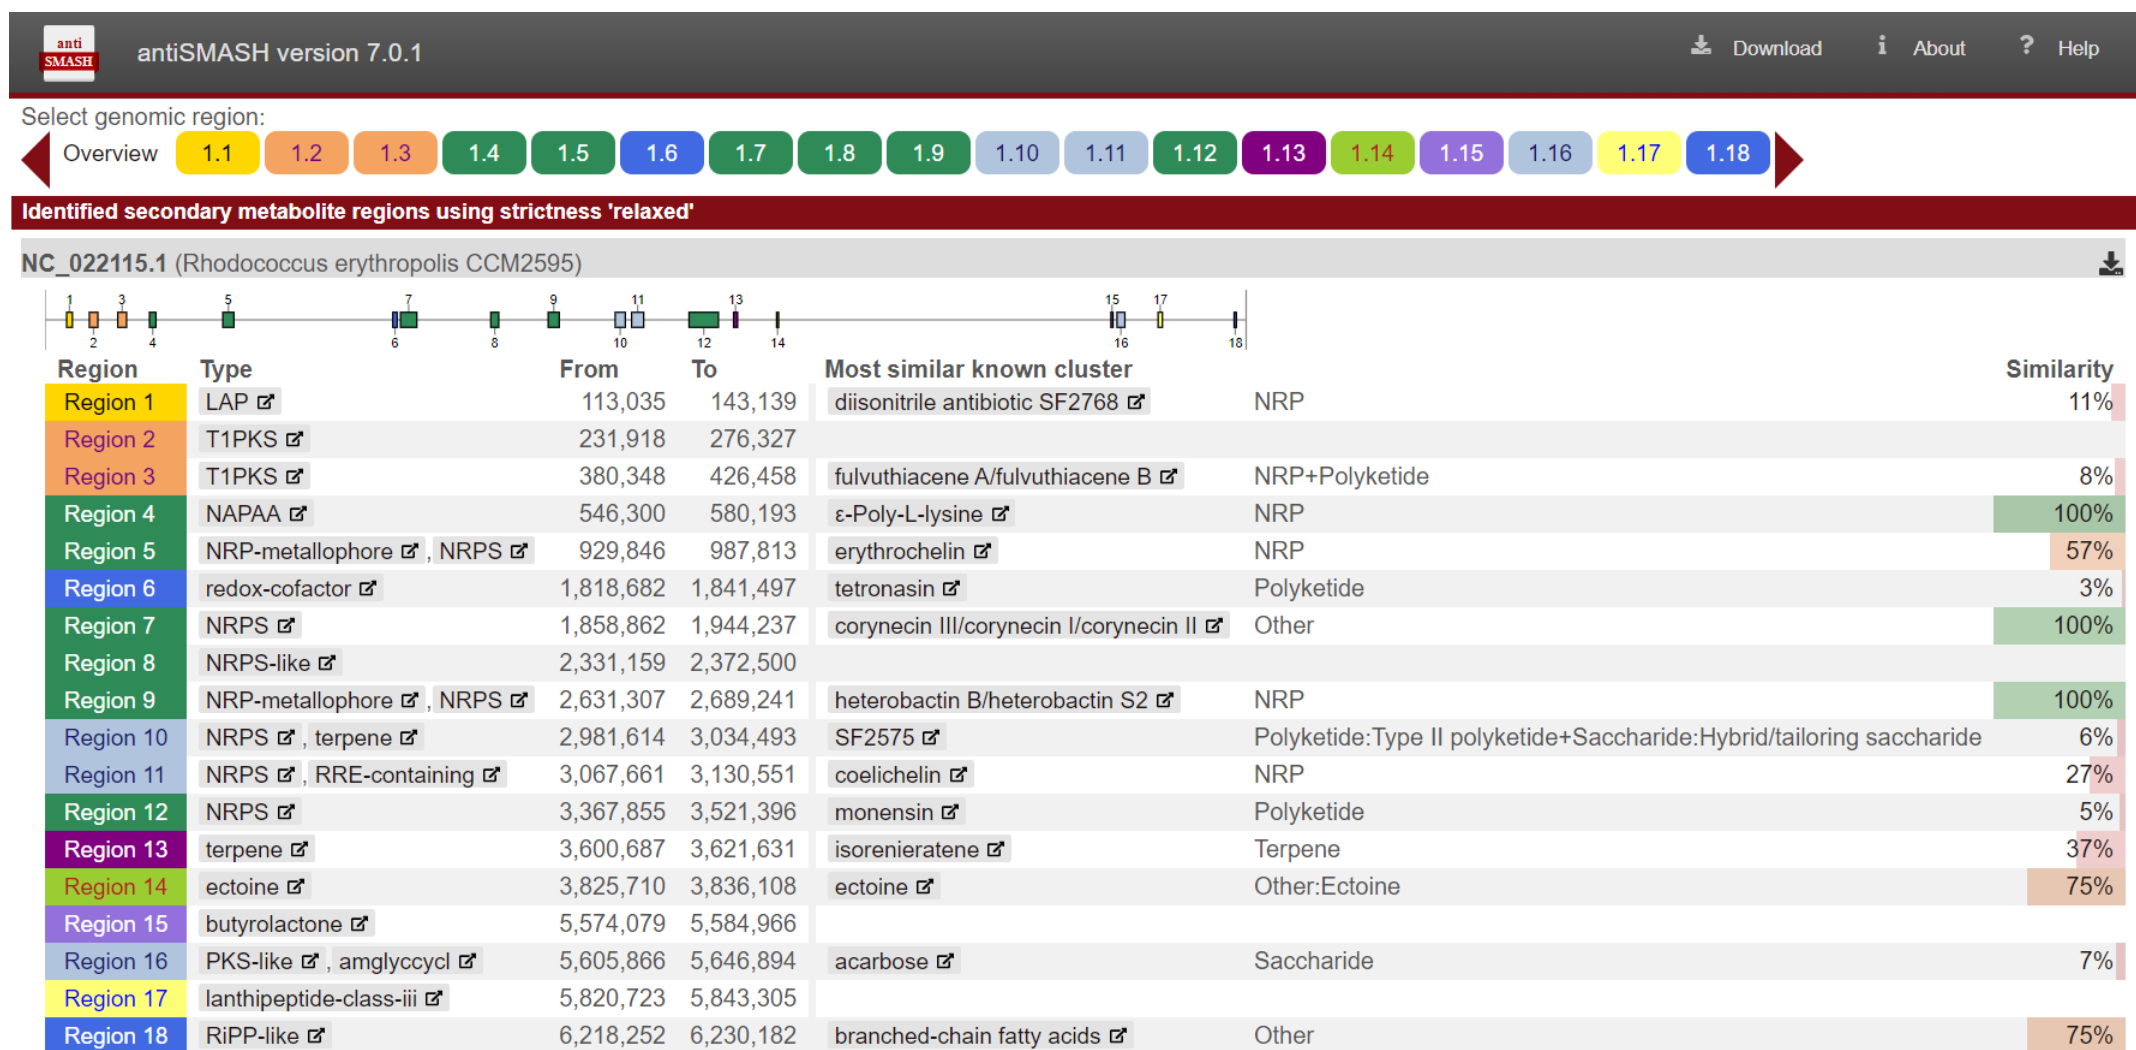 anti
SMASH
antiSMASH version 7.0.1
Download
i About
? Help
Select genomic region:
Overview 1.1 1.2 1.3 1.4 1.5 1.6 1.7 1.8 1.9 1.10 1.11 1.12 1.13 1.14 1.15 1.16 1.17 1.18
Identified secondary metabolite regions using strictness 'relaxed'
NC_022115.1 (Rhodococcus erythropolis CCM2595)
1 3 5 7 9 11 13 15 17
2 4 6 8 10 12 14 16 18
Region Type From To Most similar known cluster Similarity
Region 1 LAP 113,035 143,139 diisonitrile antibiotic SF2768 NRP 11%
Region 2 T1PKS 231,918 276,327
Region 3 T1PKS 380,348 426,458 fulvuthiacene A/fulvuthiacene B NRP+Polyketide 8%
Region 4 NAPAA 546,300 580,193 ε-Poly-L-lysine NRP 100%
Region 5 NRP-metallophore , NRPS 929,846 987,813 erythrochelin NRP 57%
Region 6 redox-cofactor 1,818,682 1,841,497 tetronasin Polyketide 3%
Region 7 NRPS 1,858,862 1,944,237 corynecin III/corynecin I/corynecin II Other 100%
Region 8 NRPS-like 2,331,159 2,372,500
Region 9 NRP-metallophore , NRPS 2,631,307 2,689,241 heterobactin B/heterobactin S2 NRP 100%
Region 10 NRPS , terpene 2,981,614 3,034,493 SF2575 Polyketide:Type II polyketide+Saccharide:Hybrid/tailoring saccharide 6%
Region 11 NRPS , RRE-containing 3,067,661 3,130,551 coelichelin NRP 27%
Region 12 NRPS 3,367,855 3,521,396 monensin Polyketide 5%
Region 13 terpene 3,600,687 3,621,631 isorenieratene Terpene 37%
Region 14 ectoine 3,825,710 3,836,108 ectoine Other:Ectoine 75%
Region 15 butyrolactone 5,574,079 5,584,966
Region 16 PKS-like , amglyccycl 5,605,866 5,646,894 acarbose Saccharide 7%
Region 17 lanthipeptide-class-iii 5,820,723 5,843,305
Region 18 RiPP-like 6,218,252 6,230,182 branched-chain fatty acids Other 75%